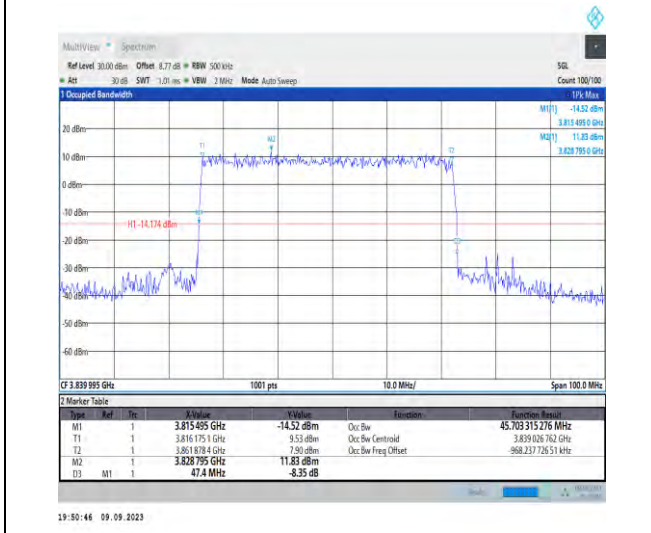 MultiView Spectrum
Ref Level 30.00 dBm Offset 8.77 dB RBW 500 kHz SGL
Att 30 dB SWT 1.01 ms VBW 2 MHz Mode Auto Sweep Count 100/100
1 Occupied Bandwidth 1Pk Max
M1[1] -14.52 dBm
3.815 495 0 GHz
20 dBm M2[1] 11.83 dBm
3.828 795 0 GHz
T1 M2 T2
10 dBm
0 dBm
-10 dBm
H1 -14.174 dBm
-20 dBm
-30 dBm
-40 dBm
-50 dBm
-60 dBm
CF 3.839 995 GHz 1001 pts 10.0 MHz/ Span 100.0 MHz
2 Marker Table
Type Ref Trc X-Value Y-Value Function Function Result
M1 1 3.815 495 GHz -14.52 dBm Occ Bw 45.703 315 276 MHz
T1 1 3.816 175 1 GHz 9.53 dBm Occ Bw Centroid 3.839 026 762 GHz
T2 1 3.861 878 4 GHz 7.90 dBm Occ Bw Freq Offset -968.237 726 51 kHz
M2 1 3.828 795 GHz 11.83 dBm
D3 M1 1 47.4 MHz -8.35 dB
19:50:46 09.09.2023